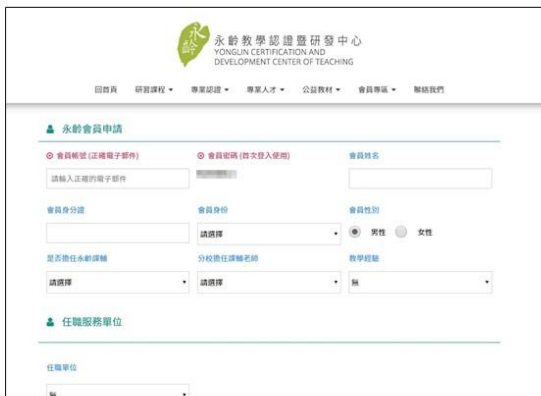 永齡
永齡教學認證暨研發中心
YONGLIN CERTIFICATION AND
DEVELOPMENT CENTER OF TEACHING
回首頁 研習課程 專業認證 專業人才 公益教材 會員專區 聯絡我們
永齡會員申請
會員帳號 (正確電子郵件) 會員密碼 (首次登入使用) 會員姓名
請輸入正確的電子郵件
會員身分證 會員身份 會員性別
請選擇 男性 女性
是否擔任永齡課輔 分校擔任課輔老師 教學經驗
請選擇 請選擇 無
任職服務單位
任職單位
無